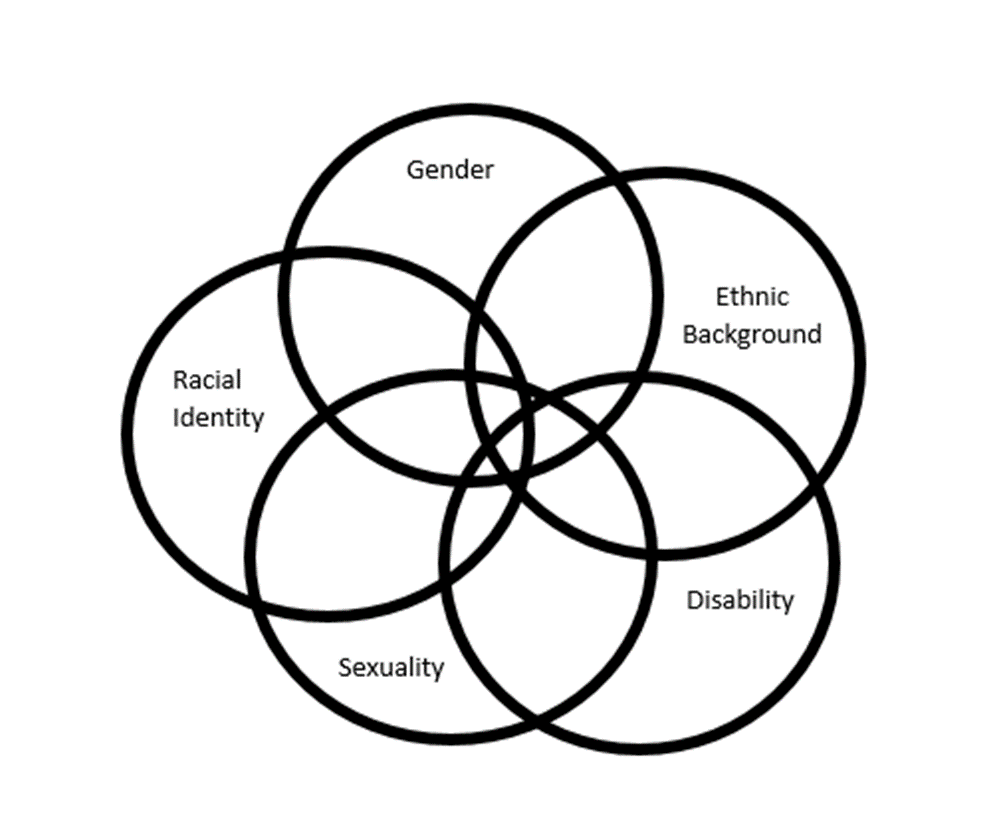 Gender
Ethnic
Background
Racial
Identity
Disability
Sexuality